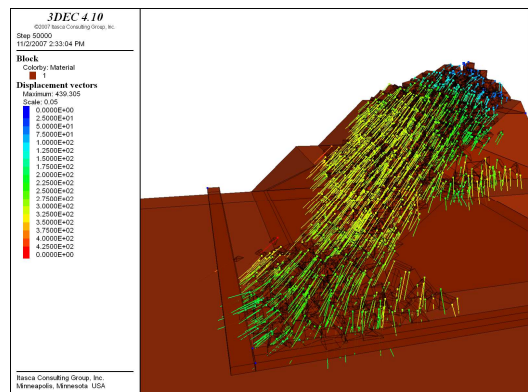 3DEC 4.10
©2007 Itasca Consulting Group, Inc.
Step 50000
11/2/2007 2:33:04 PM
Block
Colorby: Material
1
Displacement vectors
Maximum: 439.305
Scale: 0.05
0.0000E+00
2.5000E+01
5.0000E+01
7.5000E+01
1.0000E+02
1.2500E+02
1.5000E+02
1.7500E+02
2.0000E+02
2.2500E+02
2.5000E+02
2.7500E+02
3.0000E+02
3.2500E+02
3.5000E+02
3.7500E+02
4.0000E+02
4.2500E+02
0.0000E+00
Itasca Consulting Group, Inc.
Minneapolis, Minnesota USA